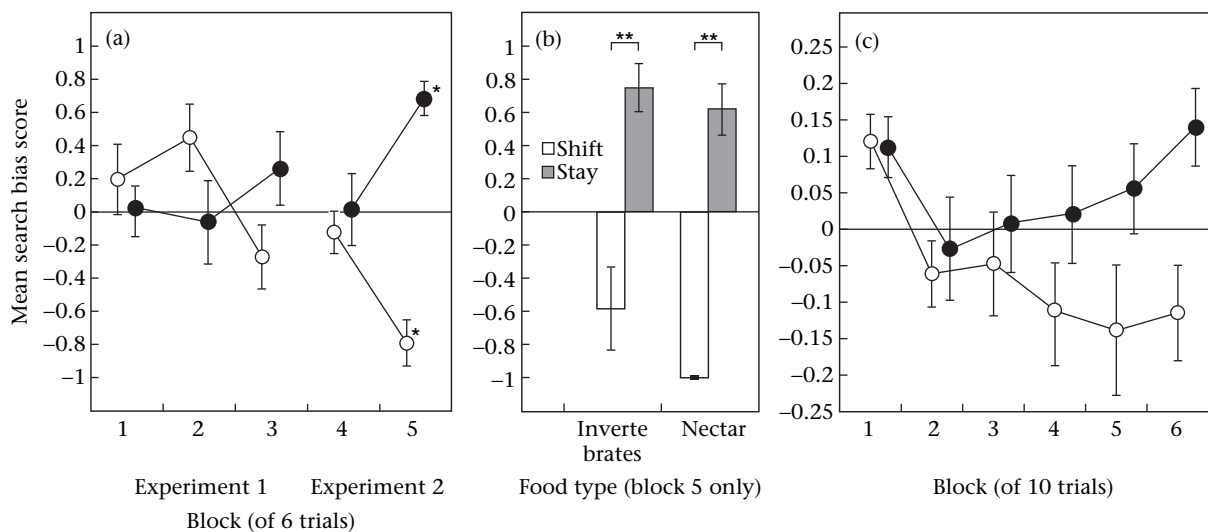 Mean search bias score
(a)
1
0.8
0.6
0.4
0.2
0
−0.2
−0.4
−0.6
−0.8
−1
*
*
1 2 3 4 5
Experiment 1 Experiment 2
Block (of 6 trials)
(b)
1
0.8
0.6
0.4
0.2
0
−0.2
−0.4
−0.6
−0.8
−1
** **
Shift
Stay
Inverte
brates
Nectar
Food type (block 5 only)
(c)
0.25
0.2
0.15
0.1
0.05
0
−0.05
−0.1
−0.15
−0.2
−0.25
1 2 3 4 5 6
Block (of 10 trials)